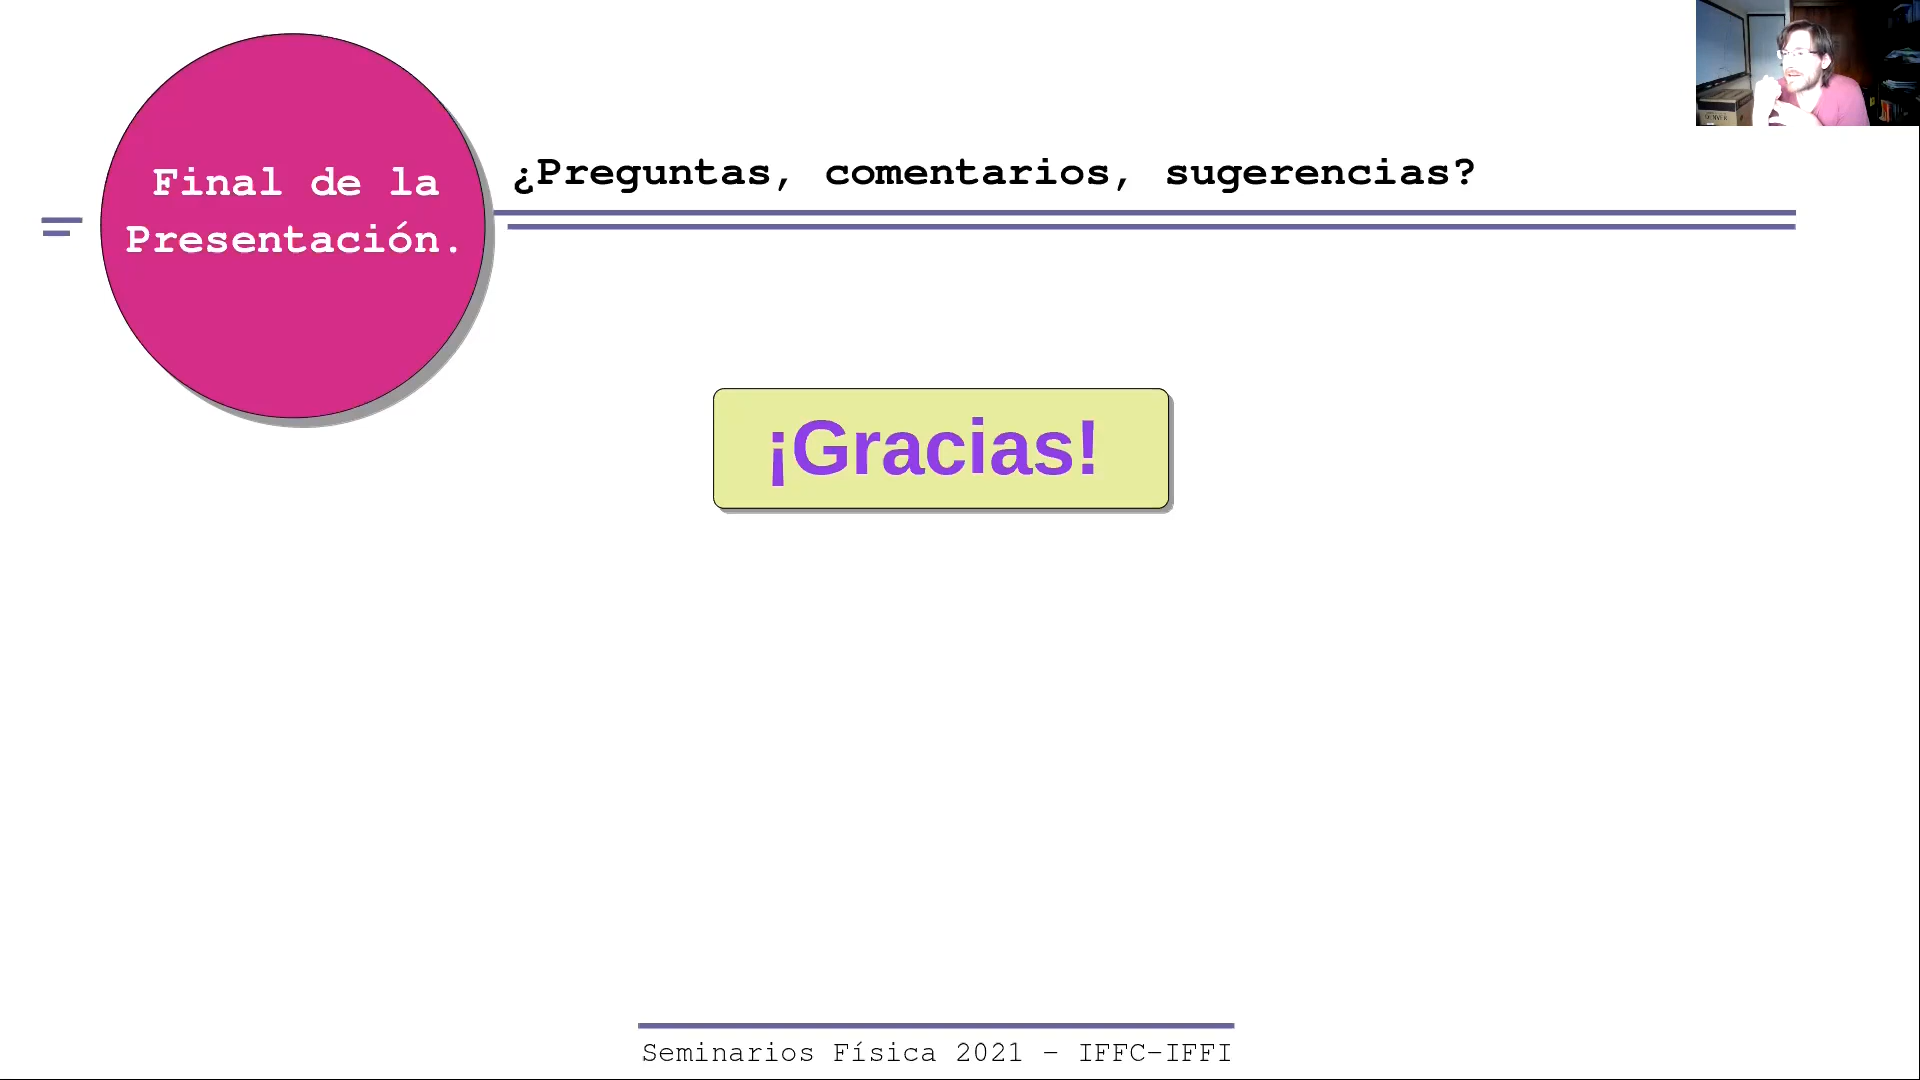 Final de la
Presentación.
¿Preguntas, comentarios, sugerencias?
¡Gracias!
Seminarios Física 2021 - IFFC-IFFI